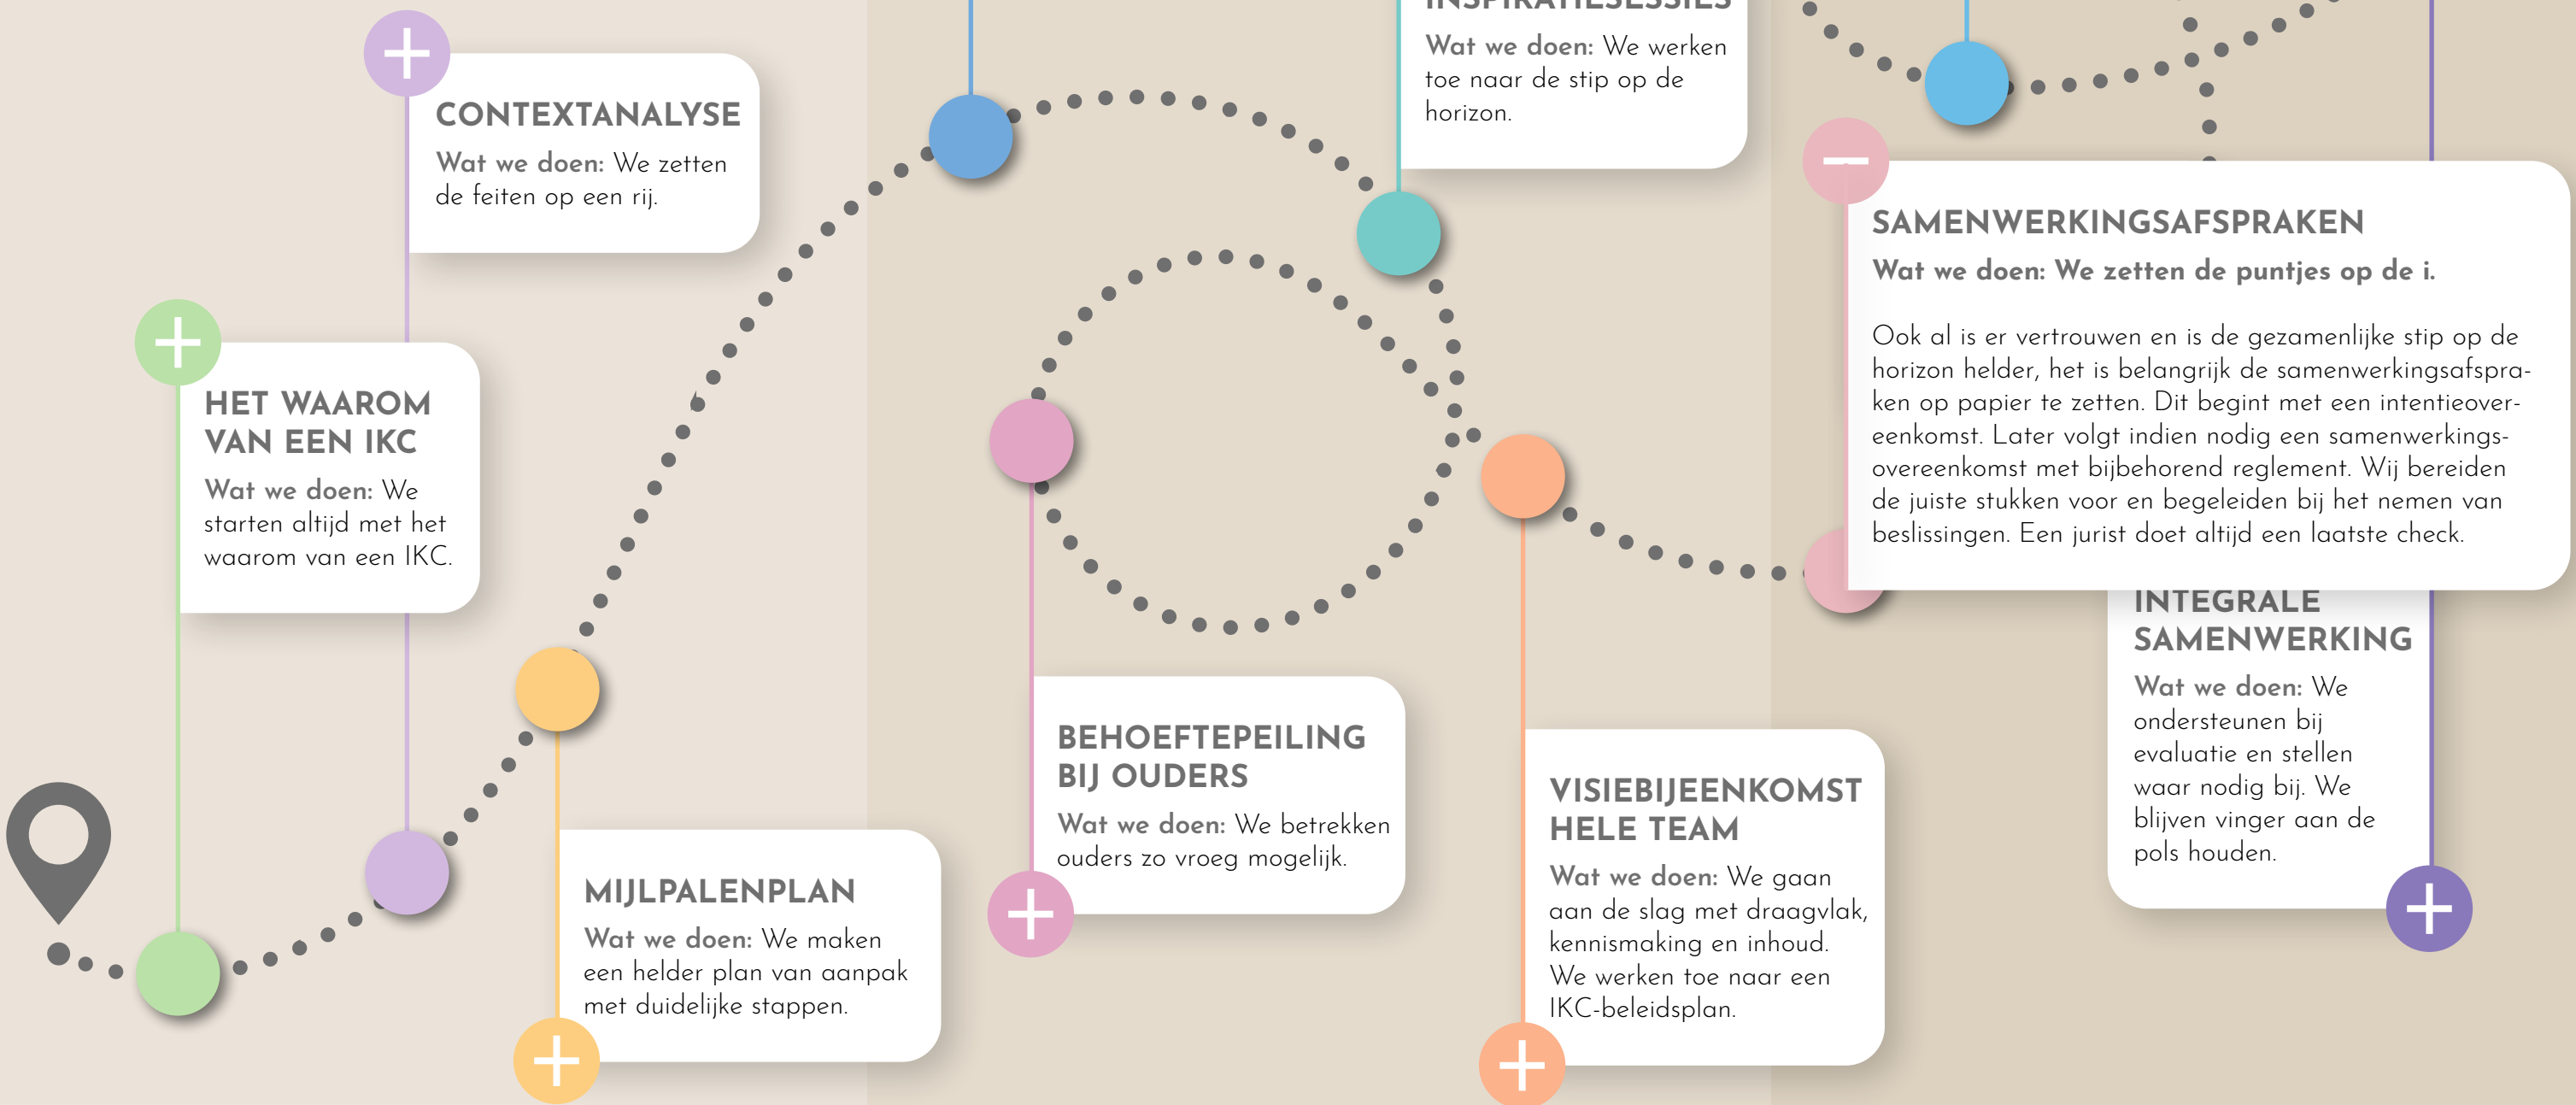 CONTEXTANALYSE
Wat we doen: We zetten
de feiten op een rij.
HET WAAROM
VAN EEN IKC
Wat we doen: We
starten altijd met het
waarom van een IKC.
MIJLPALENPLAN
Wat we doen: We maken
een helder plan van aanpak
met duidelijke stappen.
INSPIRATIESESSIES
Wat we doen: We werken
toe naar de stip op de
horizon.
BEHOEFTEPEILING
BIJ OUDERS
Wat we doen: We betrekken
ouders zo vroeg mogelijk.
VISIEBIJEENKOMST
HELE TEAM
Wat we doen: We gaan
aan de slag met draagvlak,
kennismaking en inhoud.
We werken toe naar een
IKC-beleidsplan.
SAMENWERKINGSAFSPRAKEN
Wat we doen: We zetten de puntjes op de i.
Ook al is er vertrouwen en is de gezamenlijke stip op de
horizon helder, het is belangrijk de samenwerkingsafspra-
ken op papier te zetten. Dit begint met een intentieover-
eenkomst. Later volgt indien nodig een samenwerkings-
overeenkomst met bijbehorend reglement. Wij bereiden
de juiste stukken voor en begeleiden bij het nemen van
beslissingen. Een jurist doet altijd een laatste check.
INTEGRALE
SAMENWERKING
Wat we doen: We
ondersteunen bij
evaluatie en stellen
waar nodig bij. We
blijven vinger aan de
pols houden.